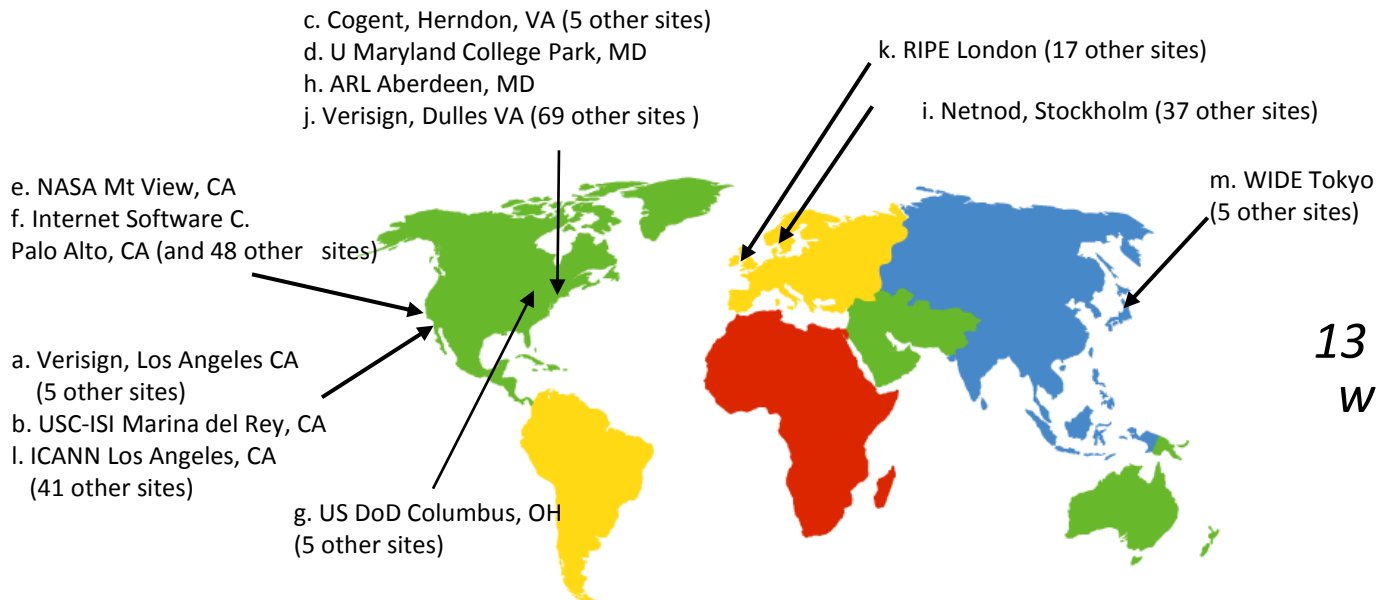 c. Cogent, Herndon, VA (5 other sites)
d. U Maryland College Park, MD
h. ARL Aberdeen, MD
j. Verisign, Dulles VA (69 other sites )
k. RIPE London (17 other sites)
i. Netnod, Stockholm (37 other sites)
e. NASA Mt View, CA
f. Internet Software C.
Palo Alto, CA (and 48 other sites)
m. WIDE Tokyo
(5 other sites)
a. Verisign, Los Angeles CA
(5 other sites)
b. USC-ISI Marina del Rey, CA
l. ICANN Los Angeles, CA
(41 other sites)
g. US DoD Columbus, OH
(5 other sites)
13
w